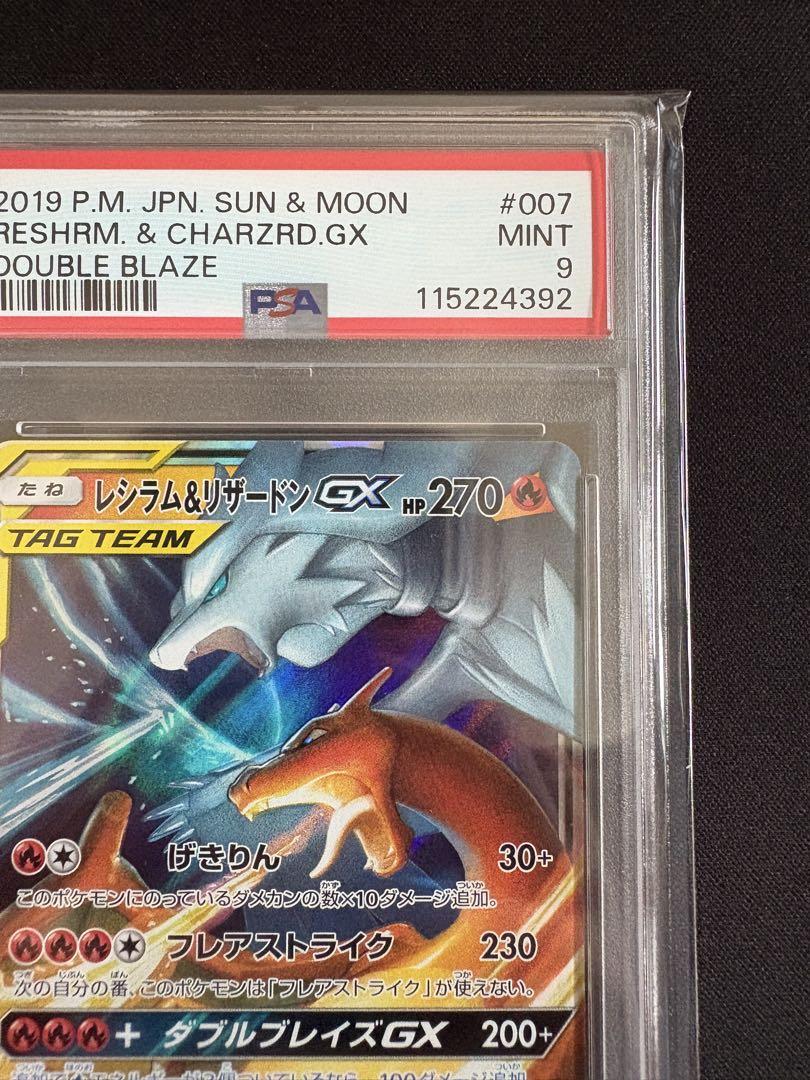 2019 P.M. JPN. SUN & MOON #007
RESHRM. & CHARZRD.GX MINT
DOUBLE BLAZE 9
PSA 115224392
たね レシラム&リザードンGX HP270
TAG TEAM
げきりん 30+
このポケモンにのっているダメカンの数×10ダメージ追加。
フレアストライク 230
次の自分の番、このポケモンは「フレアストライク」が使えない。
+ ダブルブレイズGX 200+